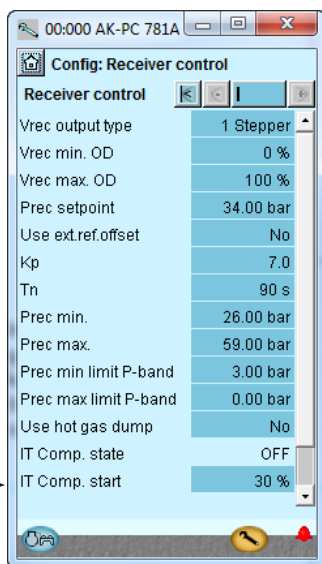 00:000 AK-PC 781A
Config: Receiver control
Receiver control
Vrec output type 1 Stepper
Vrec min. OD 0 %
Vrec max. OD 100 %
Prec setpoint 34.00 bar
Use ext.ref.offset No
Kp 7.0
Tn 90 s
Prec min. 26.00 bar
Prec max. 59.00 bar
Prec min limit P-band 3.00 bar
Prec max limit P-band 0.00 bar
Use hot gas dump No
IT Comp. state OFF
IT Comp. start 30 %